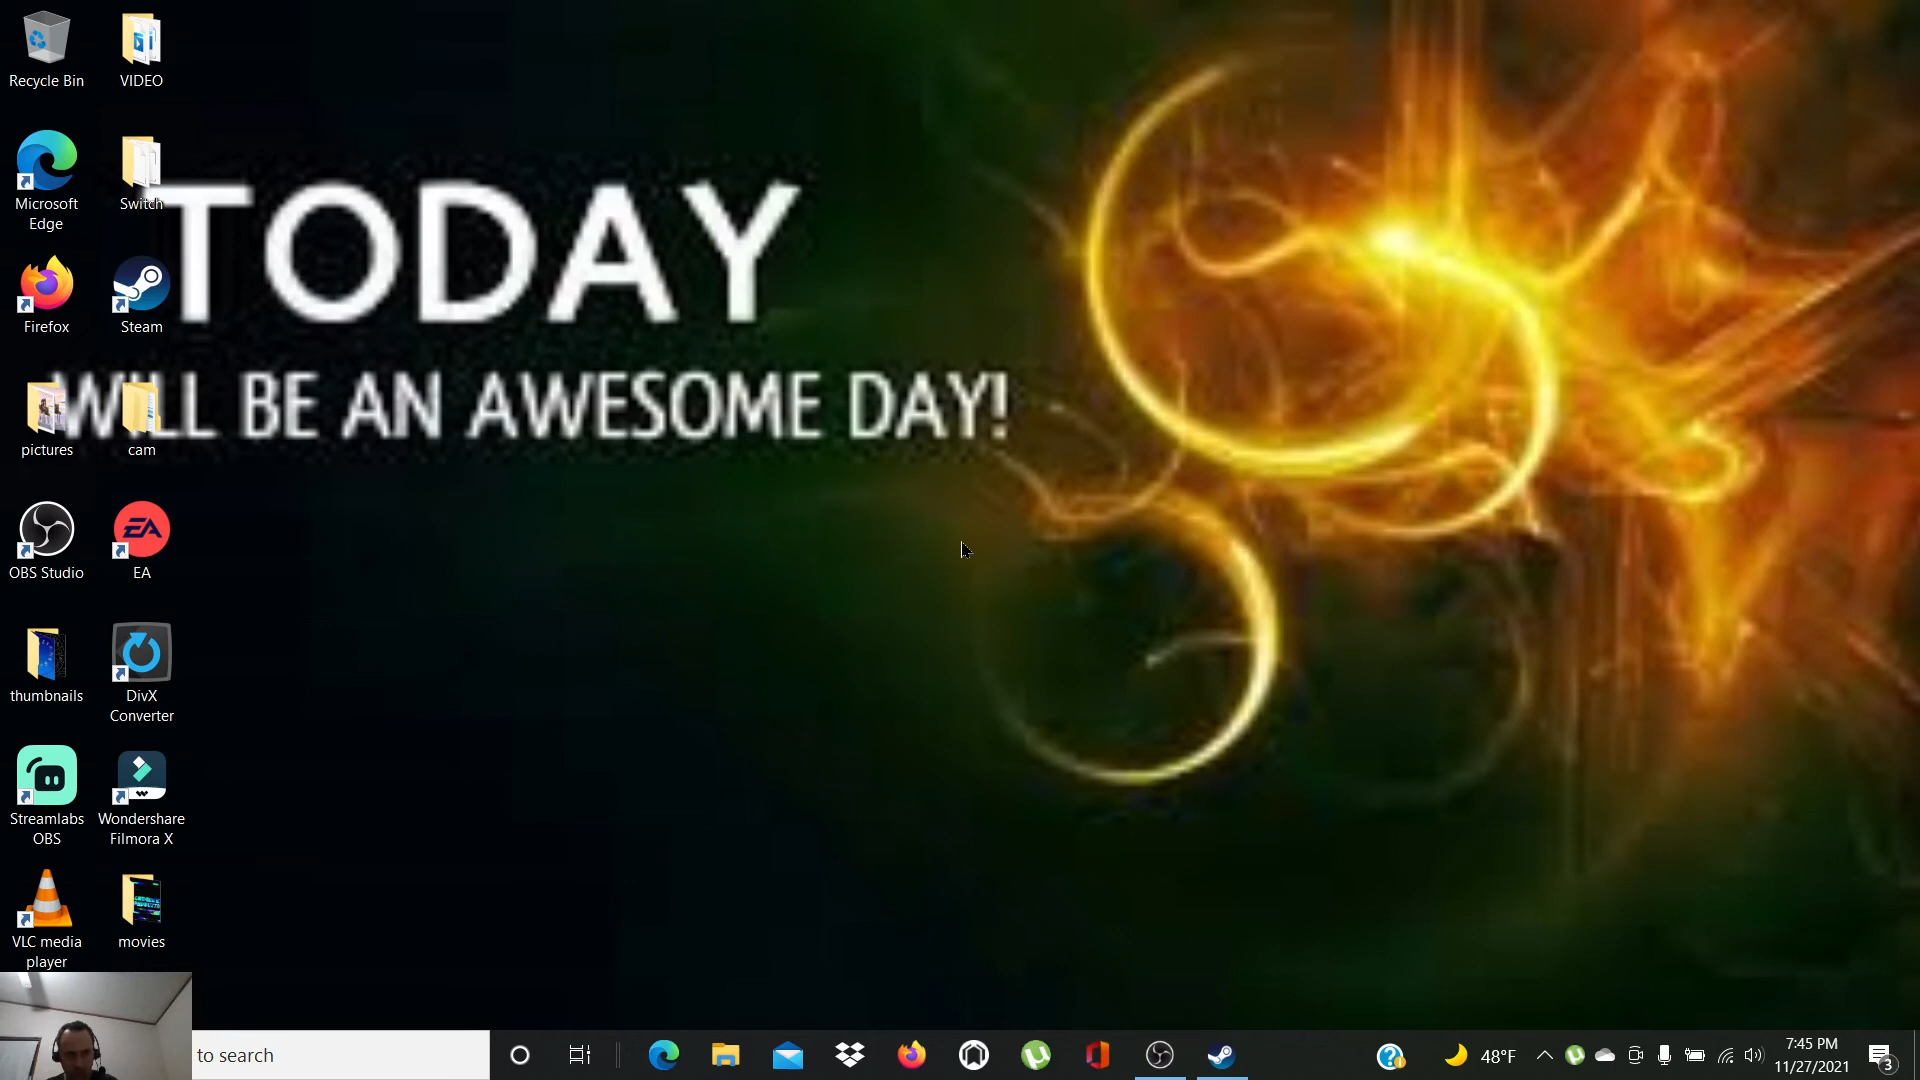 Recycle Bin
VIDEO
Microsoft
Edge
Switch
TODAY
Firefox
Steam
WILL BE AN AWESOME DAY!
pictures
cam
OBS Studio
EA
EA
thumbnails
DivX
Converter
Streamlabs
OBS
Wondershare
Filmora X
VLC media
player
movies
to search
48°F
7:45 PM
11/27/2021
3